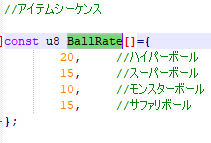 //アイテムシーケンス
const u8 BallRate[]={
20, //ハイパーボール
15, //スーパーボール
10, //モンスターボール
15, //サファリボール
};